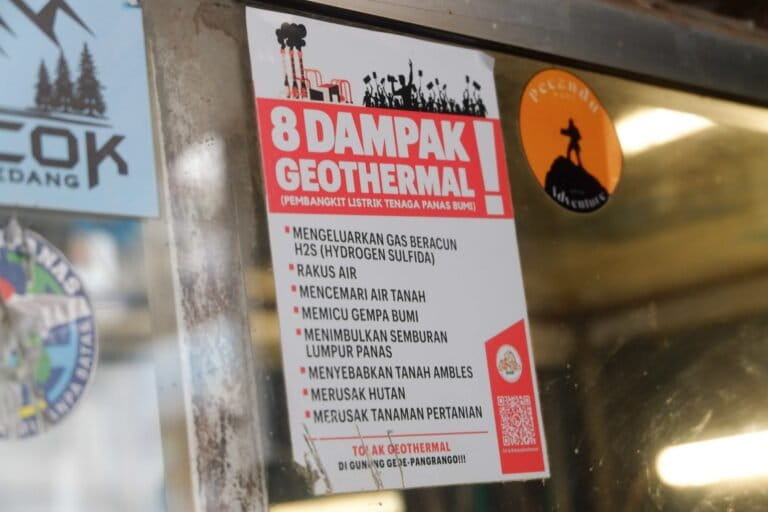 COK
EDANG
8 DAMPAK
GEOTHERMAL!
(PEMBANGKIT LISTRIK TENAGA PANAS BUMI)
MENGELUARKAN GAS BERACUN
H2S (HYDROGEN SULFIDA)
RAKUS AIR
MENCEMARI AIR TANAH
MEMICU GEMPA BUMI
MENIMBULKAN SEMBURAN
LUMPUR PANAS
MENYEBABKAN TANAH AMBLES
MERUSAK HUTAN
MERUSAK TANAMAN PERTANIAN
TOLAK GEOTHERMAL
DI GUNUNG GEDE-PANGRANGO!!!
Adventure